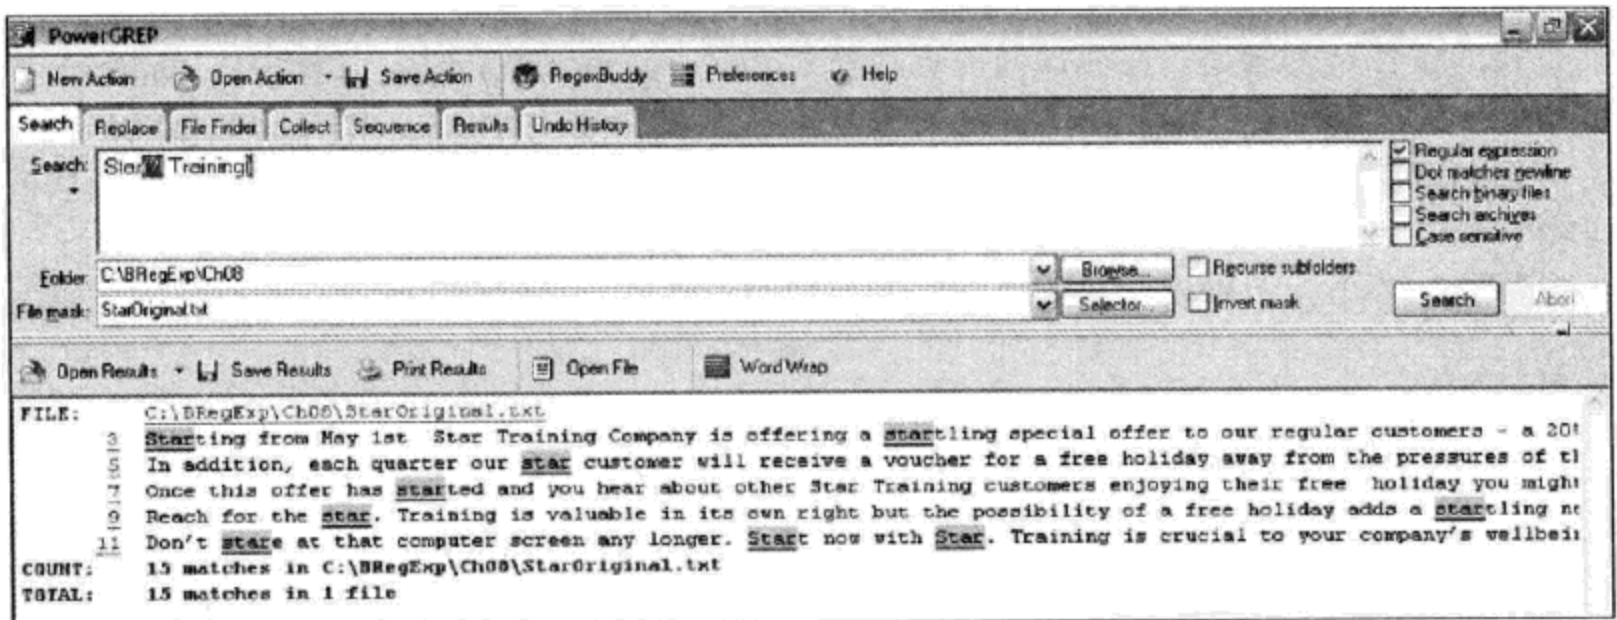 PowerGREP
New Action Open Action Save Action RegexBuddy Preferences Help
Search Replace File Finder Collect Sequence Results Undo History
Search: Star Training
Regular expression
Dot matches newline
Search binary files
Search archives
Case sensitive
Folder: C:\BRegExp\Ch08 Browse... Recurse subfolders
File mask: StarOriginal.txt Selector... Invert mask Search Abort
Open Results Save Results Print Results Open File Word Wrap
FILE: C:\BRegExp\Ch08\StarOriginal.txt
3 Starting from May 1st Star Training Company is offering a startling special offer to our regular customers - a 20%
5 In addition, each quarter our star customer will receive a voucher for a free holiday away from the pressures of
7 Once this offer has started and you hear about other Star Training customers enjoying their free holiday you might
9 Reach for the star. Training is valuable in its own right but the possibility of a free holiday adds a startling
11 Don't stare at that computer screen any longer. Start now with Star. Training is crucial to your company's
COUNT: 15 matches in C:\BRegExp\Ch08\StarOriginal.txt
TOTAL: 15 matches in 1 file